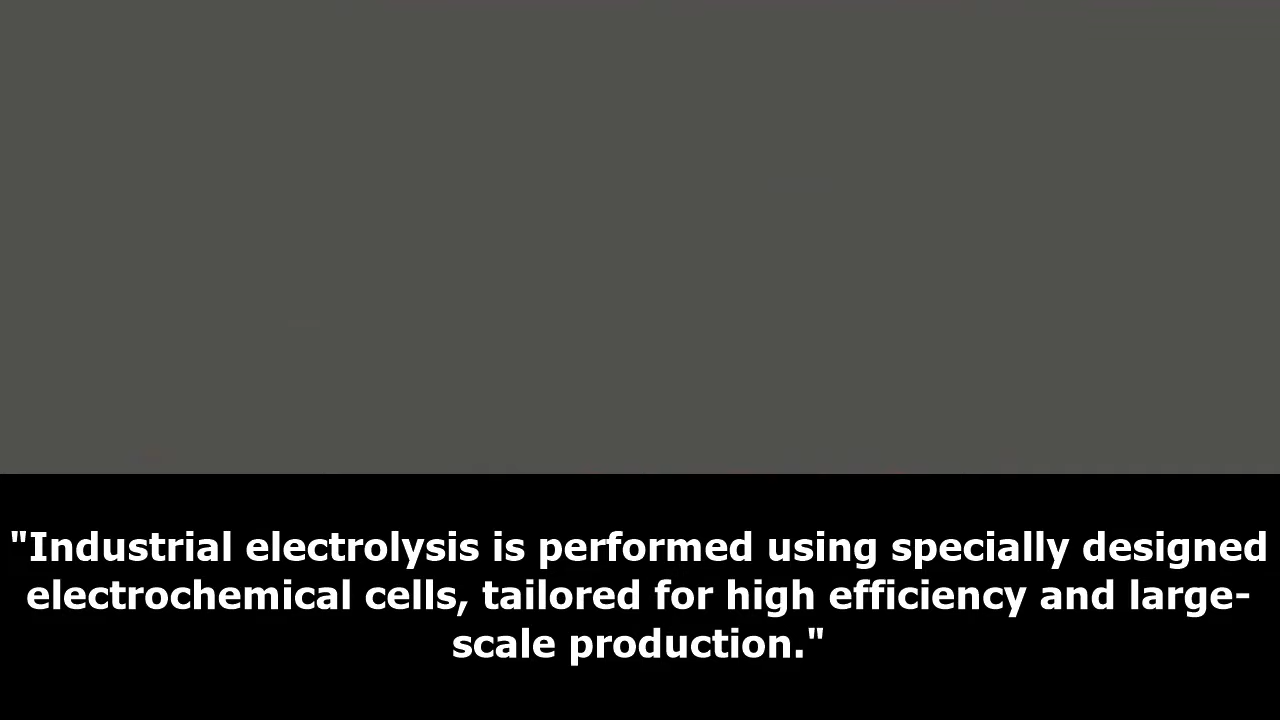 "Industrial electrolysis is performed using specially designed
electrochemical cells, tailored for high efficiency and large-
scale production."